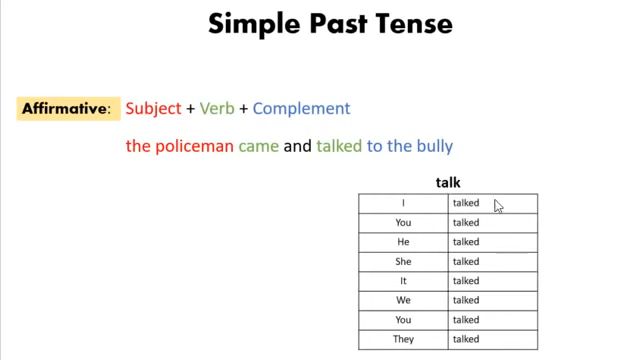 Simple Past Tense
Affirmative: Subject + Verb + Complement
the policeman came and talked to the bully
talk
I talked
You talked
He talked
She talked
It talked
We talked
You talked
They talked